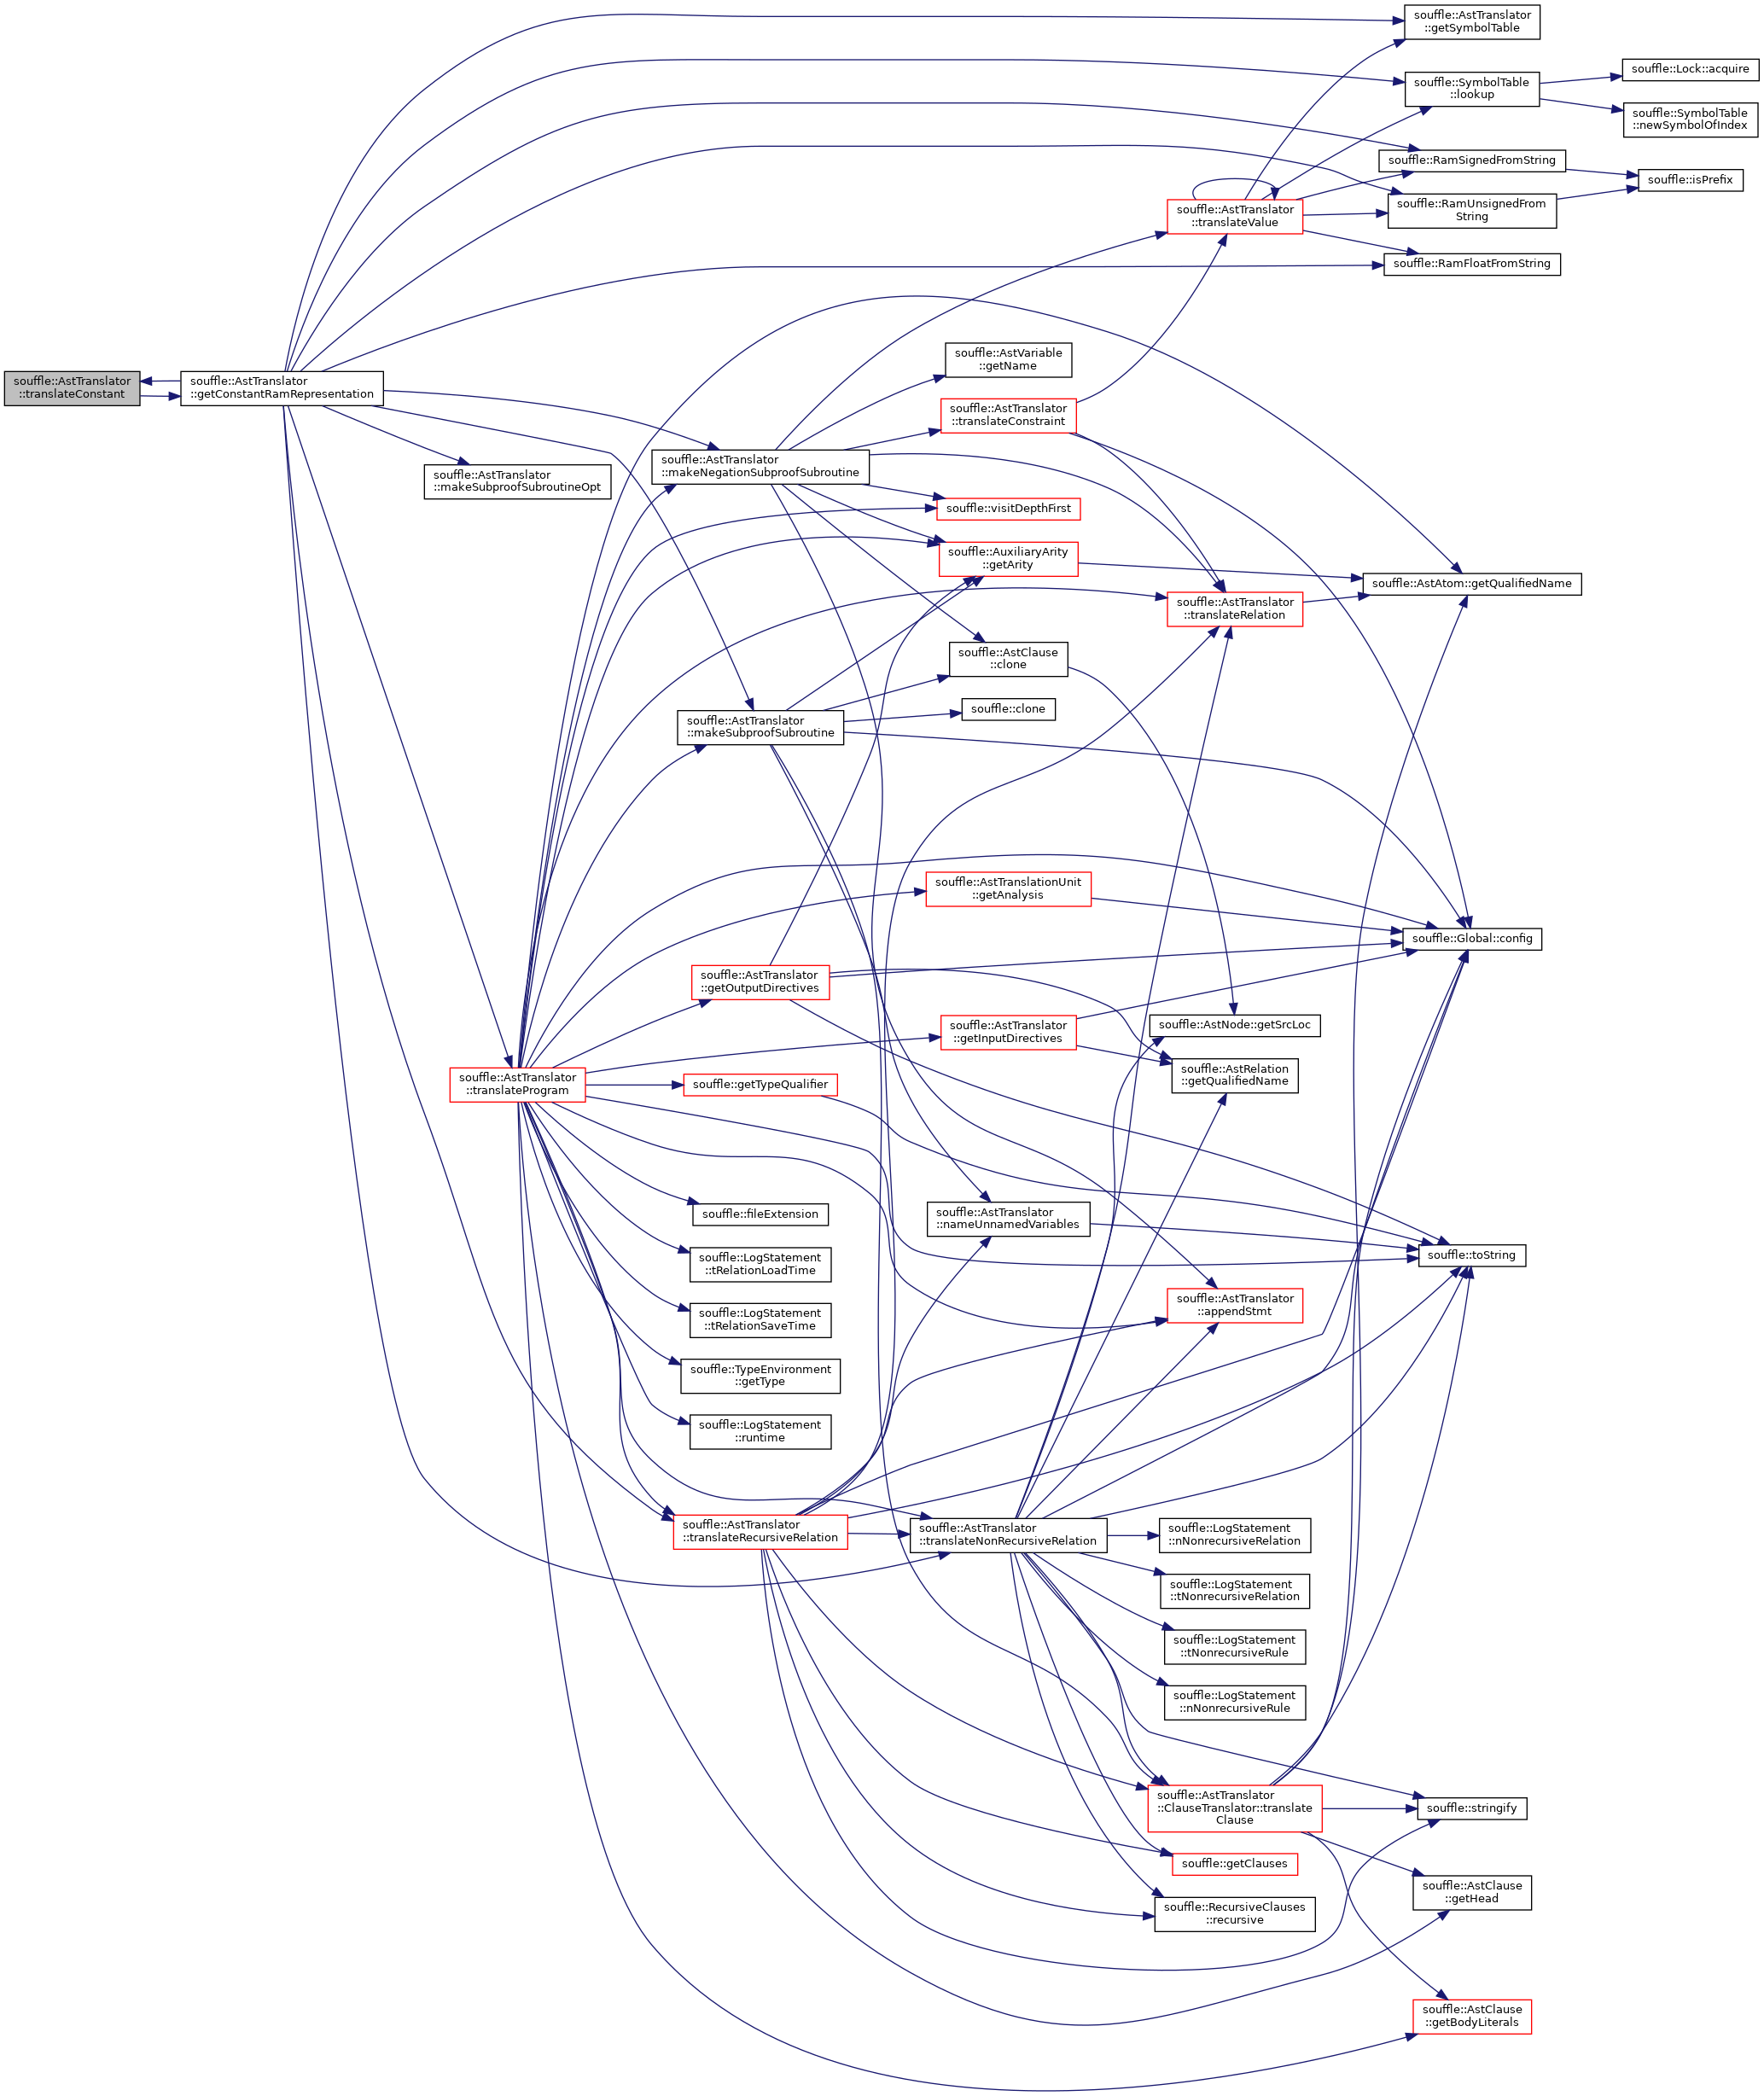 souffle::AstTranslator
::translateConstant
souffle::AstTranslator
::getConstantRamRepresentation
souffle::AstTranslator
::makeSubproofSubroutineOpt
souffle::AstTranslator
::translateProgram
souffle::AstTranslator
::makeNegationSubproofSubroutine
souffle::AstTranslator
::makeSubproofSubroutine
souffle::AstTranslator
::getOutputDirectives
souffle::getTypeQualifier
souffle::fileExtension
souffle::LogStatement
::tRelationLoadTime
souffle::LogStatement
::tRelationSaveTime
souffle::TypeEnvironment
::getType
souffle::LogStatement
::runtime
souffle::AstTranslator
::translateRecursiveRelation
souffle::AstVariable
::getName
souffle::AstTranslator
::translateConstraint
souffle::visitDepthFirst
souffle::AuxiliaryArity
::getArity
souffle::AstClause
::clone
souffle::clone
souffle::AstTranslationUnit
::getAnalysis
souffle::AstTranslator
::getInputDirectives
souffle::AstTranslator
::nameUnnamedVariables
souffle::AstTranslator
::translateNonRecursiveRelation
souffle::AstTranslator
::translateValue
souffle::AstTranslator
::translateRelation
souffle::AstNode::getSrcLoc
souffle::AstRelation
::getQualifiedName
souffle::AstTranslator
::appendStmt
souffle::LogStatement
::nNonrecursiveRelation
souffle::LogStatement
::tNonrecursiveRelation
souffle::LogStatement
::tNonrecursiveRule
souffle::LogStatement
::nNonrecursiveRule
souffle::AstTranslator
::ClauseTranslator::translate
Clause
souffle::getClauses
souffle::RecursiveClauses
::recursive
souffle::AstTranslator
::getSymbolTable
souffle::SymbolTable
::lookup
souffle::RamSignedFromString
souffle::RamUnsignedFrom
String
souffle::RamFloatFromString
souffle::AstAtom::getQualifiedName
souffle::Global::config
souffle::toString
souffle::stringify
souffle::AstClause
::getHead
souffle::AstClause
::getBodyLiterals
souffle::Lock::acquire
souffle::SymbolTable
::newSymbolOfIndex
souffle::isPrefix